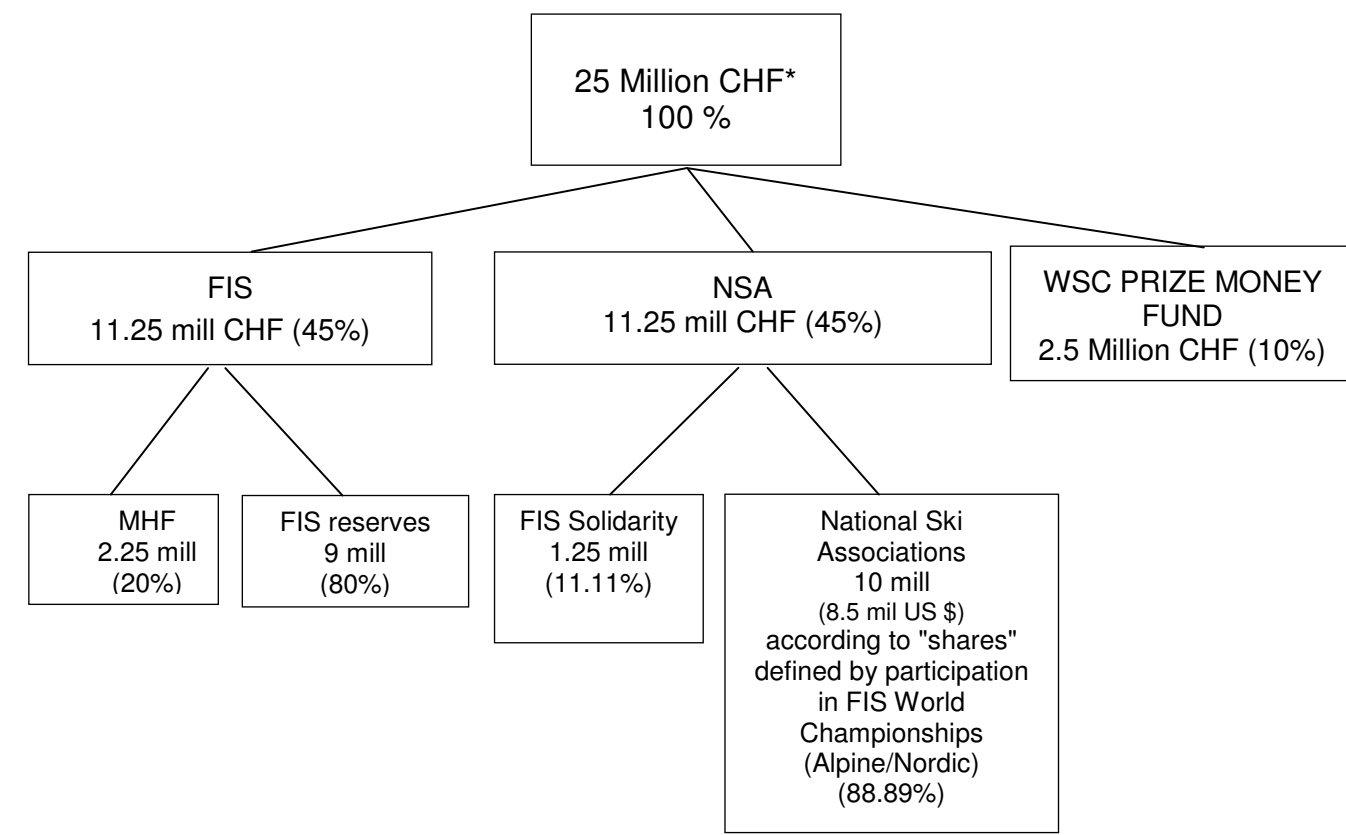 25 Million CHF*
100 %
FIS
11.25 mill CHF (45%)
NSA
11.25 mill CHF (45%)
WSC PRIZE MONEY
FUND
2.5 Million CHF (10%)
MHF
2.25 mill
(20%)
FIS reserves
9 mill
(80%)
FIS Solidarity
1.25 mill
(11.11%)
National Ski
Associations
10 mill
(8.5 mil US $)
according to "shares"
defined by participation
in FIS World
Championships
(Alpine/Nordic)
(88.89%)